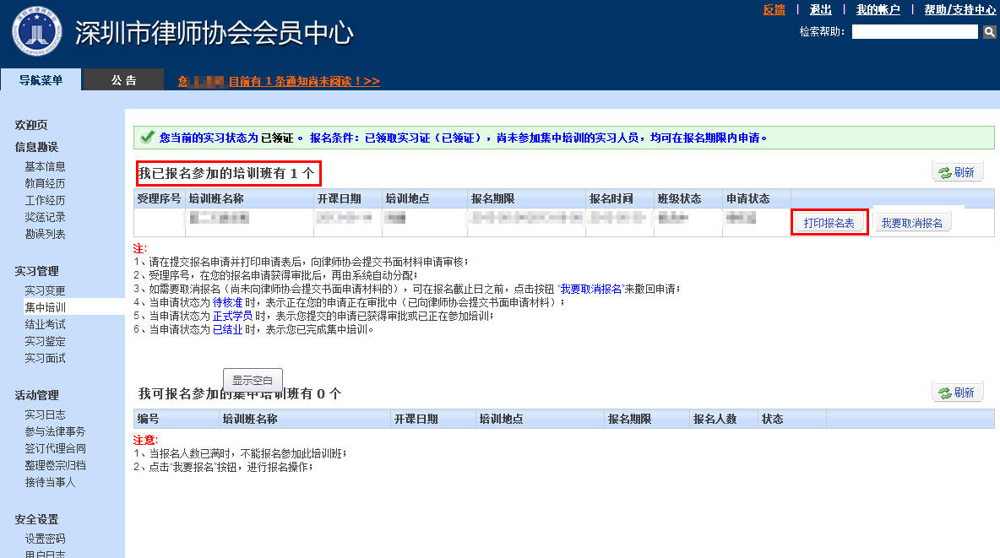 反馈 | 退出 | 我的帐户 | 帮助/支持中心
深圳市律师协会会员中心
检索帮助：
导航菜单 公 告 您 目前有 1 条通知尚未阅读！>>
欢迎页
信息勘误
基本信息
教育经历
工作经历
奖惩记录
勘误列表
实习管理
实习变更
集中培训
结业考试
实习鉴定
实习面试
活动管理
实习日志
参与法律事务
签订代理合同
整理卷宗归档
接待当事人
安全设置
设置密码
用户日志
您当前的实习状态为 已领证 。 报名条件：已领取实习证（已领证），尚未参加集中培训的实习人员，均可在报名期限内申请。
我已报名参加的培训班有 1 个
刷新
受理序号 培训班名称 开课日期 培训地点 报名期限 报名时间 班级状态 申请状态
打印报名表 我要取消报名
注：
1、请在提交报名申请并打印申请表后，向律师协会提交书面材料申请审核；
2、受理序号，在您的报名申请获得审批后，再由系统自动分配；
3、如需要取消报名（尚未向律师协会提交书面申请材料的），可在报名截止日之前，点击按钮 “我要取消报名”来撤回申请；
4、当申请状态为 待核准 时，表示正在您的申请正在审批中（已向律师协会提交书面申请材料）；
5、当申请状态为 正式学员 时，表示您提交的申请已获得审批或已正在参加培训；
6、当申请状态为 已结业 时，表示您已完成集中培训。
显示空白
我可报名参加的集中培训班有 0 个
刷新
编号 培训班名称 开课日期 培训地点 报名期限 报名人数 状态
注意：
1、当报名人数已满时，不能报名参加此培训班；
2、点击“我要报名”按钮，进行报名操作；